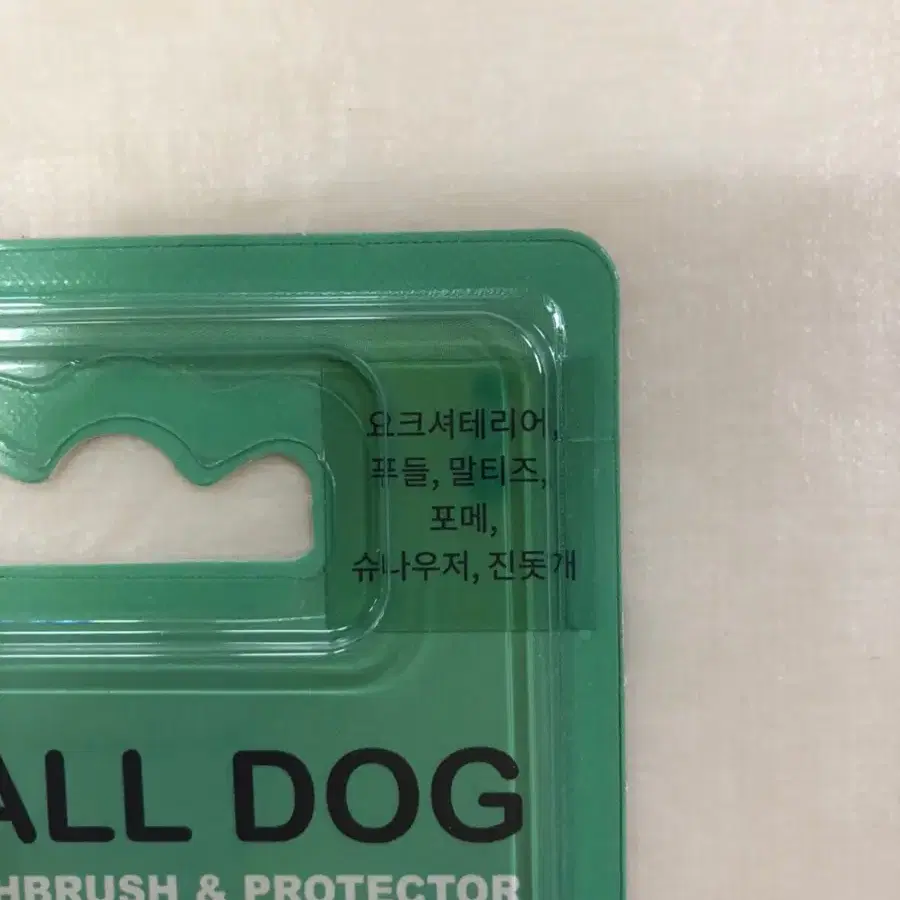 요크셔테리어,
푸들, 말티즈,
포메,
슈나우저, 진돗개
ALL DOG
HBRUSH & PROTECTOR